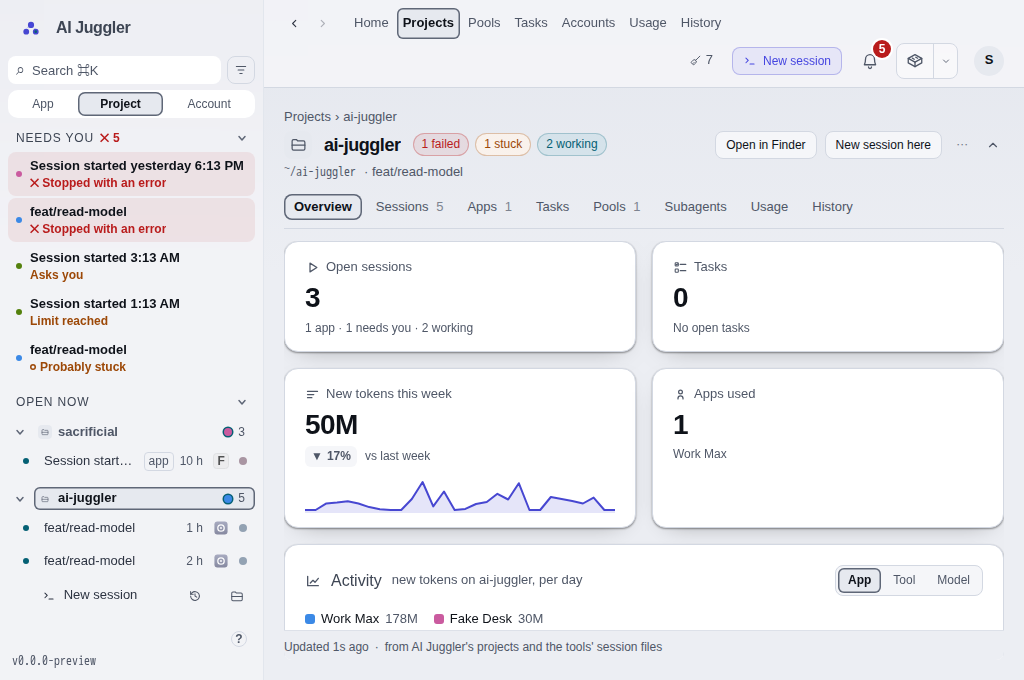 AI Juggler
Search ⌘K
App Project Account
NEEDS YOU 5
Session started yesterday 6:13 PM
Stopped with an error
feat/read-model
Stopped with an error
Session started 3:13 AM
Asks you
Session started 1:13 AM
Limit reached
feat/read-model
Probably stuck
OPEN NOW
sacrificial 3
Session start… app 10 h F
ai-juggler 5
feat/read-model 1 h
feat/read-model 2 h
New session
?
v0.0.0-preview
Home Projects Pools Tasks Accounts Usage History
7 New session 5 S
Projects › ai-juggler
ai-juggler 1 failed 1 stuck 2 working Open in Finder New session here ···
~/ai-juggler · feat/read-model
Overview Sessions 5 Apps 1 Tasks Pools 1 Subagents Usage History
Open sessions
3
1 app · 1 needs you · 2 working
Tasks
0
No open tasks
New tokens this week
50M
▼ 17% vs last week
Apps used
1
Work Max
Activity new tokens on ai-juggler, per day App Tool Model
Work Max 178M Fake Desk 30M
Updated 1s ago · from AI Juggler's projects and the tools' session files